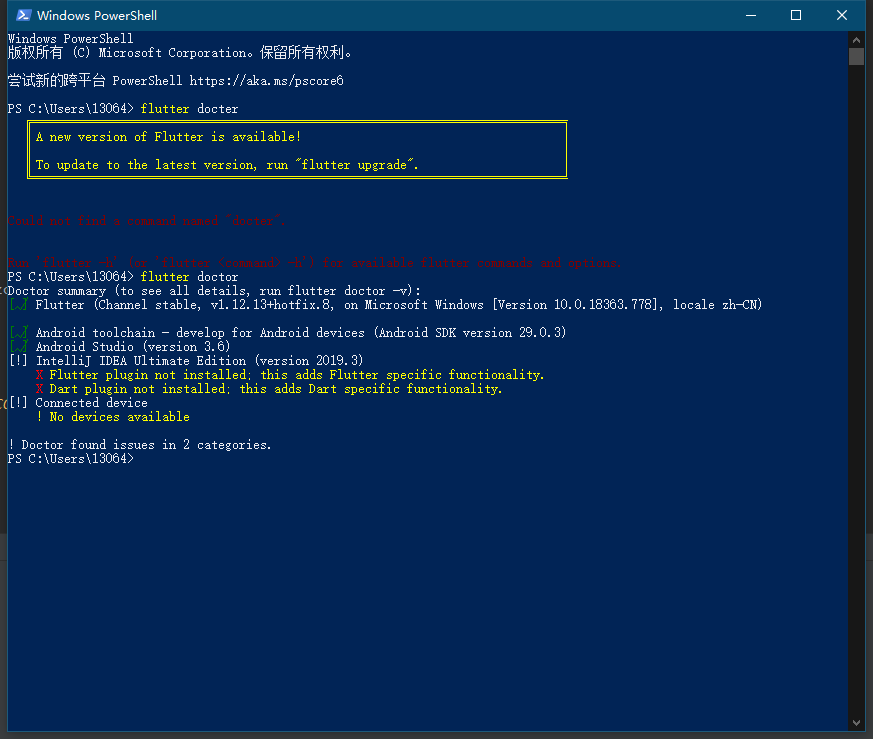 Windows PowerShell
Windows PowerShell
版权所有 (C) Microsoft Corporation。保留所有权利。
尝试新的跨平台 PowerShell https://aka.ms/pscore6
PS C:\Users\13064> flutter docter
A new version of Flutter is available!
To update to the latest version, run "flutter upgrade".
Could not find a command named "docter".
Run 'flutter -h' (or 'flutter <command> -h') for available flutter commands and options.
PS C:\Users\13064> flutter doctor
Doctor summary (to see all details, run flutter doctor -v):
[√] Flutter (Channel stable, v1.12.13+hotfix.8, on Microsoft Windows [Version 10.0.18363.778], locale zh-CN)
[√] Android toolchain - develop for Android devices (Android SDK version 29.0.3)
[√] Android Studio (version 3.6)
[!] IntelliJ IDEA Ultimate Edition (version 2019.3)
X Flutter plugin not installed; this adds Flutter specific functionality.
X Dart plugin not installed; this adds Dart specific functionality.
[!] Connected device
! No devices available
! Doctor found issues in 2 categories.
PS C:\Users\13064>